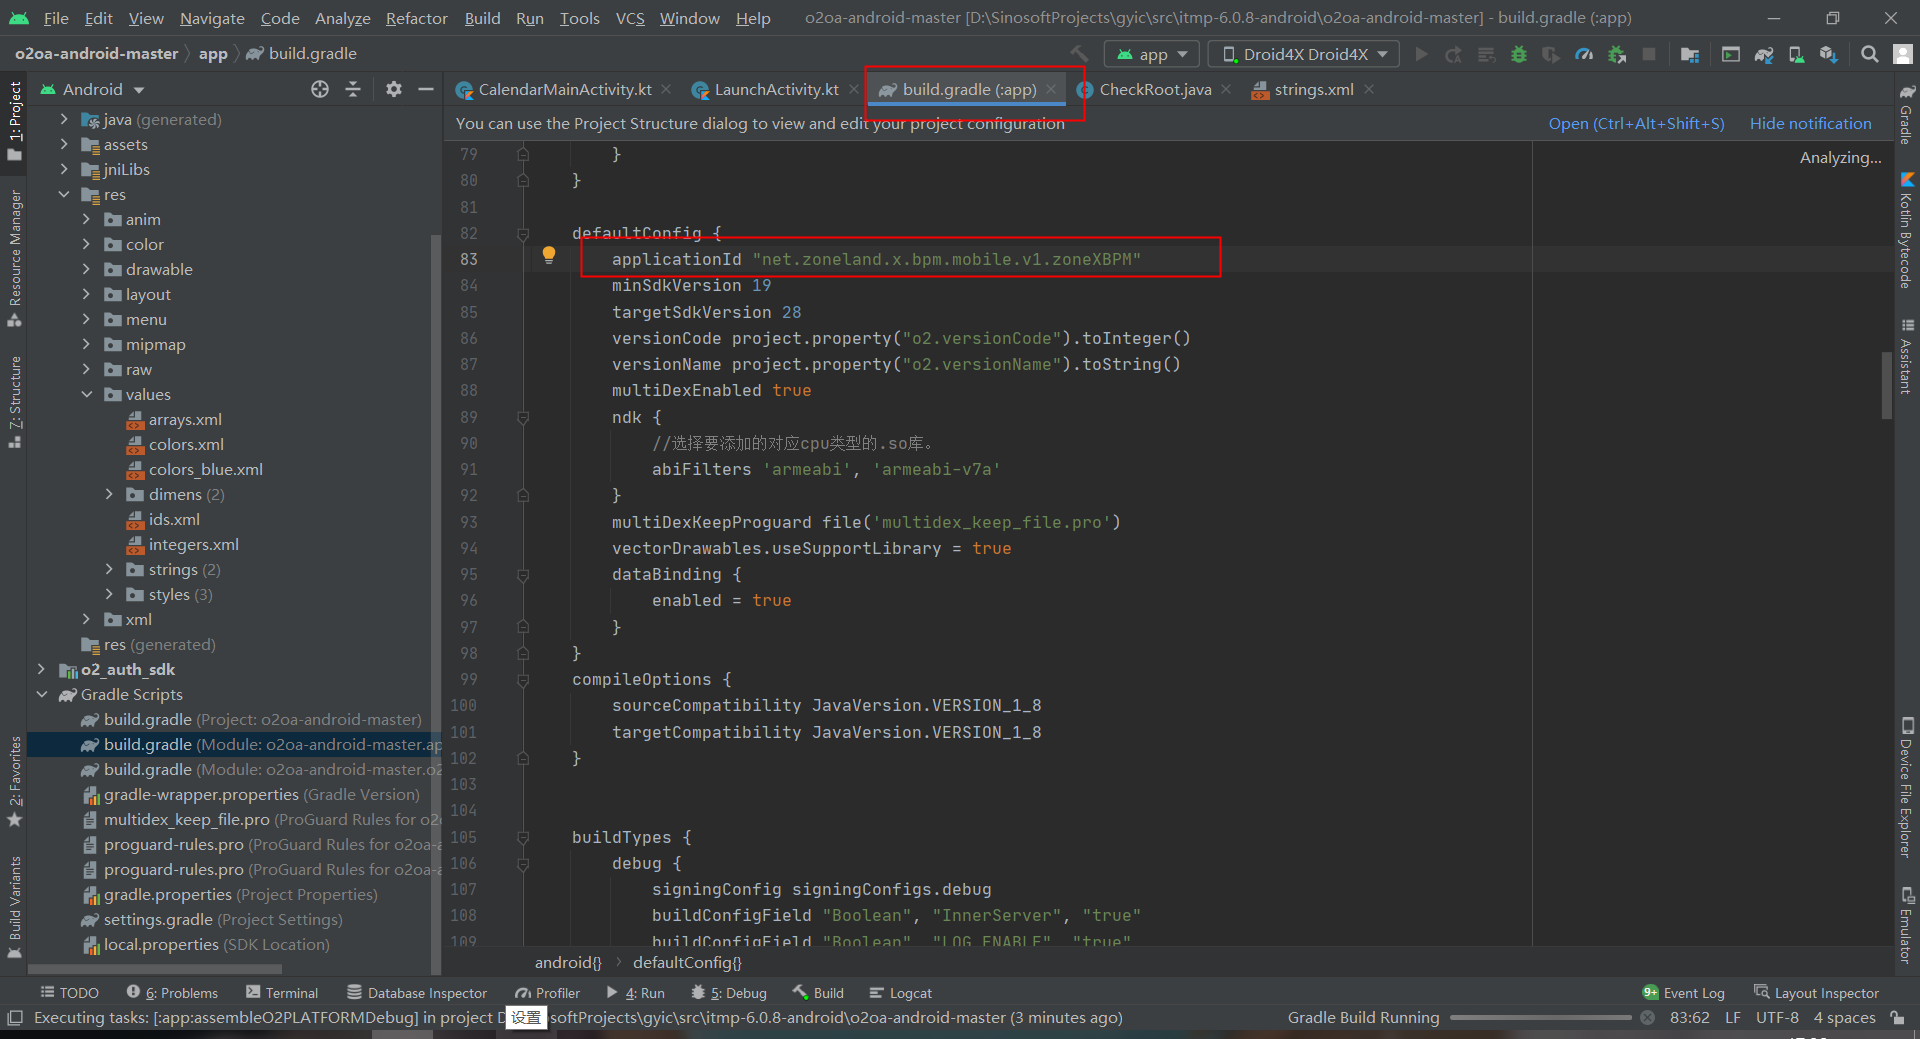 File Edit View Navigate Code Analyze Refactor Build Run Tools VCS Window Help o2oa-android-master [D:\SinosoftProjects\gyic\src\itmp-6.0.8-android\o2oa-android-master] - build.gradle (:app)
o2oa-android-master app build.gradle app Droid4X Droid4X
Android
CalendarMainActivity.kt LaunchActivity.kt build.gradle (:app) CheckRoot.java strings.xml
You can use the Project Structure dialog to view and edit your project configuration Open (Ctrl+Alt+Shift+S) Hide notification
Analyzing...
1: Project
Resource Manager
7: Structure
2: Favorites
Build Variants
java (generated)
assets
jniLibs
res
anim
color
drawable
layout
menu
mipmap
raw
values
arrays.xml
colors.xml
colors_blue.xml
dimens (2)
ids.xml
integers.xml
strings (2)
styles (3)
xml
res (generated)
o2_auth_sdk
Gradle Scripts
build.gradle (Project: o2oa-android-master)
build.gradle (Module: o2oa-android-master.ap
build.gradle (Module: o2oa-android-master.o2
gradle-wrapper.properties (Gradle Version)
multidex_keep_file.pro (ProGuard Rules for o2
proguard-rules.pro (ProGuard Rules for o2oa-a
proguard-rules.pro (ProGuard Rules for o2oa-a
gradle.properties (Project Properties)
settings.gradle (Project Settings)
local.properties (SDK Location)
79 }
80 }
81
82 defaultConfig {
83 applicationId "net.zoneland.x.bpm.mobile.v1.zoneXBPM"
84 minSdkVersion 19
85 targetSdkVersion 28
86 versionCode project.property("o2.versionCode").toInteger()
87 versionName project.property("o2.versionName").toString()
88 multiDexEnabled true
89 ndk {
90 //选择要添加的对应cpu类型的.so库。
91 abiFilters 'armeabi', 'armeabi-v7a'
92 }
93 multiDexKeepProguard file('multidex_keep_file.pro')
94 vectorDrawables.useSupportLibrary = true
95 dataBinding {
96 enabled = true
97 }
98 }
99 compileOptions {
100 sourceCompatibility JavaVersion.VERSION_1_8
101 targetCompatibility JavaVersion.VERSION_1_8
102 }
103
104
105 buildTypes {
106 debug {
107 signingConfig signingConfigs.debug
108 buildConfigField "Boolean", "InnerServer", "true"
109 buildConfigField "Boolean", "LOG_ENABLE", "true"
android{} defaultConfig{}
Gradle
Kotlin Bytecode
Assistant
Device File Explorer
Emulator
TODO 6: Problems Terminal Database Inspector Profiler 4: Run 5: Debug Build Logcat 9+ Event Log Layout Inspector
Executing tasks: [:app:assembleO2PLATFORMDebug] in project D 设置 osoftProjects\gyic\src\itmp-6.0.8-android\o2oa-android-master (3 minutes ago) Gradle Build Running 83:62 LF UTF-8 4 spaces